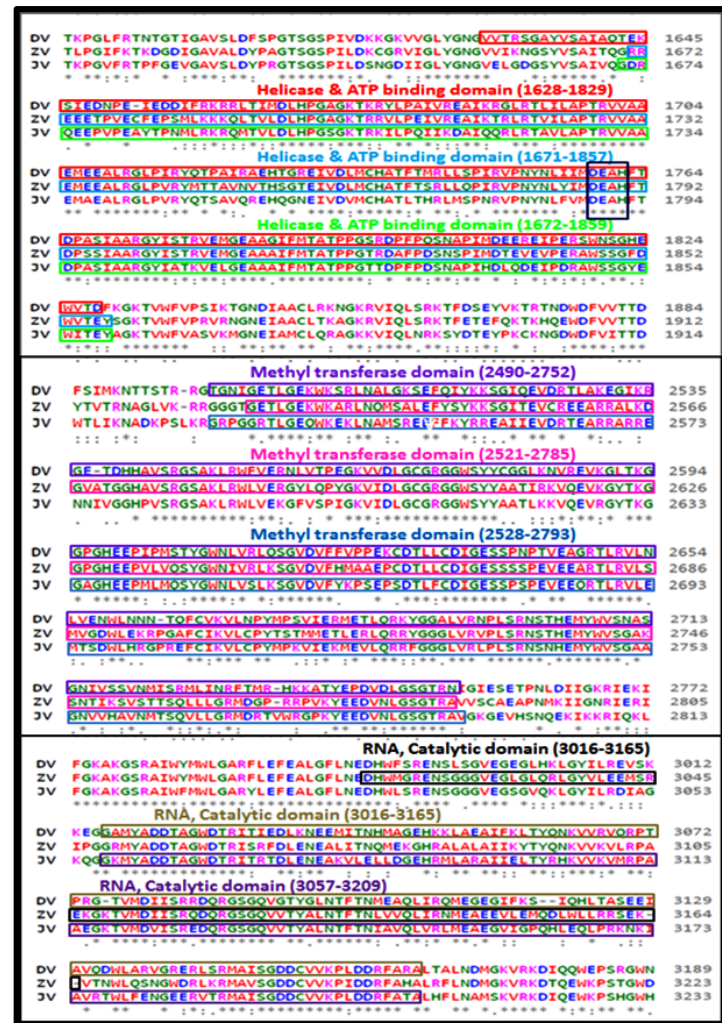 DV TKPGLFRTNTGTIGAVSLDFSPGTSGSPIVDKKGKVVGLYGNGVVTRSGAYVSAIAQTEK 1645
ZV TLPGIFKTKDGDIGAVALDYPAGTSGSPILDKCGRVIGLYGNGVVIKNGSYVSAITQGRR 1672
JV TKPGVFRTPFGEVGAVSLDYPRGTSGSPILDSNGDIIGLYGNGVELGDGSYVSAIVQGDR 1674
Helicase & ATP binding domain (1628-1829)
DV SIEDNPE-IEDDIFRKRRLTIMDLHPGAGKTKRYLPAIVREAIKRGLRTLILAPTRVVAA 1704
ZV EEETPVECFEPSMLKKKQLTVLDLHPGAGKTRRVLPEIVREAIKTRLRTVILAPTRVVAA 1732
JV QEEPVPEAYTPNMLRKRQMTVLDLHPGSGKTRKILPQIIKDAIQQRLRTAVLAPTRVVAA 1734
Helicase & ATP binding domain (1671-1857)
DV EMEEALRGLPIRYQTPAIRAEHTGREIVDLMCHATFTMRLLSPIRVPNYNLIIMDEAHFT 1764
ZV EMEEALRGLPVRYMTTAVNVTHSGTEIVDLMCHATFTSRLLQPIRVPNYNLYIMDEAHFT 1792
JV EMAEALRGLPVRYQTSAVQREHQGNEIVDVMCHATLTHRLMSPNRVPNYNLFVMDEAHFT 1794
Helicase & ATP binding domain (1672-1859)
DV DPASIAARGYISTRVEMGEAAGIFMTATPPGSRDPFPQSNAPIMDEEREIPERSWNSGHE 1824
ZV DPSSIAARGYISTRVEMGEAAAIFMTATPPGTRDAFPDSNSPIMDTEVEVPERAWSSGFD 1852
JV DPASIAARGYIATKVELGEAAAIFMTATPPGTTDPFPDSNAPIHDLQDEIPDRAWSSGYE 1854
DV WVTDFKGKTVWFVPSIKTGNDIAACLRKNGKRVIQLSRKTFDSEYVKTRTNDWDFVVTTD 1884
ZV WVTEYSGKTVWFVPRVRNGNEIAACLTKAGKRVIQLSRKTFETEFQKTKHQEWDFVVTTD 1912
JV WITEYAGKTVWFVASVKMGNEIAMCLQRAGKKVIQLNRKSYDTEYPKCKNGDWDFVITTD 1914
Methyl transferase domain (2490-2752)
DV FSIMKNTTSTR-RGTGNIGETLGEKWKSRLNALGKSEFQIYKKSGIQEVDRTLAKEGIKR 2535
ZV YTVTRNAGLVK-RRGGGTGETLGEKWKARLNQMSALEFYSYKKSGITEVCREEARRALKD 2566
JV WTLIKNADKPSLKRGRPGGRTLGEQWKEKLNAMSREEFFKYRREAIIEVDRTEARRARRE 2573
Methyl transferase domain (2521-2785)
DV GE-TDHHAVSRGSAKLRWFVERNLVTPEGKVVDLGCGRGGWSYYCGGLKNVREVKGLTKG 2594
ZV GVATGGHAVSRGSAKLRWLVERGYLQPYGKVIDLGCGRGGWSYYAATIRKVQEVKGYTKG 2626
JV NNIVGGHPVSRGSAKLRWLVEKGFVSPIGKVIDLGCGRGGWSYYAATLKKVQEVRGYTKG 2633
Methyl transferase domain (2528-2793)
DV GPGHEEPIPMSTYGWNLVRLQSGVDVFFVPPEKCDTLLCDIGESSPNPTVEAGRTLRVLN 2654
ZV GPGHEEPVLVQSYGWNIVRLKSGVDVFHMAAEPCDTLLCDIGESSSSPEVEEARTLRVLS 2686
JV GAGHEEPMLMQSYGWNLVSLKSGVDVFYKPSEPSDTLFCDIGESSPSPEVEEQRTLRVLE 2693
DV LVENWLNNN-TQFCVKVLNPYMPSVIERMETLQRKYGGALVRNPLSRNSTHEMYWVSNAS 2713
ZV MVGDWLEKRPGAFCIKVLCPYTSTMMETLERLQRRYGGGLVRVPLSRNSTHEMYWVSGAK 2746
JV MTSDWLHRGPREFCIKVLCPYMPKVIEKMEVLQRRFGGGLVRLPLSRNSNHEMYWVSGAA 2753
DV GNIVSSVNMISRMLINRFTMR-HKKATYEPDVDLGSGTRNIGIESETPNLDIIGKRIEKI 2772
ZV SNTIKSVSTTSQLLLGRMDGP-RRPVKYEEDVNLGSGTRAVVSCAEAPNMKIIGNRIERI 2805
JV GNVVHAVNMTSQVLLGRMDRTVWRGPKYEEDVNLGSGTRAVGKGEVHSNQEKIKKRIQKL 2813
RNA, Catalytic domain (3016-3165)
DV FGKAKGSRAIWYMWLGARFLEFEALGFLNEDHWFSRENSLSGVEGEGLHKLGYILREVSK 3012
ZV FGKAKGSRAIWYMWLGARFLEFEALGFLNEDHWMGRENSGGGVEGLGLQRLGYVLEEMSR 3045
JV FGKAKGSRAIWFMWLGARYLEFEALGFLNEDHWLSRENSGGGVEGSGVQKLGYILRDIAG 3053
RNA, Catalytic domain (3016-3165)
DV KEGGAMYADDTAGWDTRITIEDLKNEEMITNHMAGEHKKLAEAIFKLTYQNKVVRVQRPT 3072
ZV IPGGRMYADDTAGWDTRISRFDLENEALITNQMEKGHRALALAIIKYTYQNKVVKVLRPA 3105
JV KQGGKMYADDTAGWDTRITRTDLENEAKVLELLDGEHRMLARAIIELTYRHKVVKVMRPA 3113
RNA, Catalytic domain (3057-3209)
DV PRG-TVMDIISRRDQRGSGQVGTYGLNTFTNMEAQLIRQMEGEGIFKS--IQHLTASEEI 3129
ZV EKGKTVMDIISRQDQRGSGQVVTYALNTFTNLVVQLIRNMEAEEVLEMQDLWLLRRSEK- 3164
JV AEGKTVMDVISREDQRGSGQVVTYALNTFTNIAVQLVRLMEAEGVIGPQHLEQLPRKNKI 3173
DV AVQDWLARVGRERLSRMAISGDDCVVKPLDDRFARALTALNDMGKVRKDIQQWEPSRGWN 3189
ZV -VTNWLQSNGWDRLKRMAVSGDDCVVKPIDDRFAHALRFLNDMGKVRKDTQEWKPSTGWD 3223
JV AVRTWLFENGEERVTRMAISGDDCVVKPLDDRFATALHFLNAMSKVRKDIQEWKPSHGWH 3233